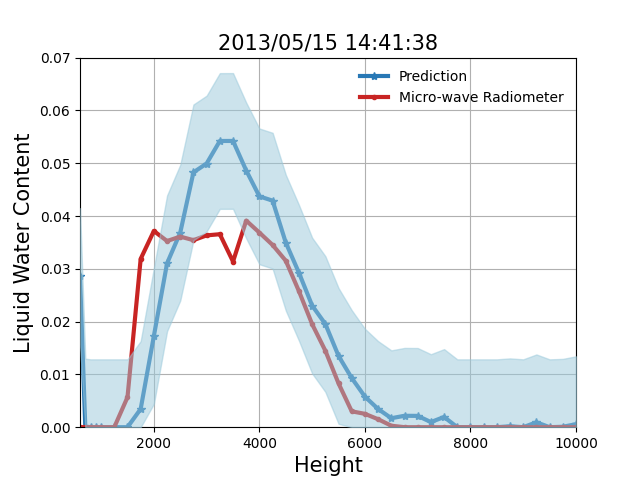 2013/05/15 14:41:38
Prediction
Micro-wave Radiometer
Liquid Water Content
0.07
0.06
0.05
0.04
0.03
0.02
0.01
0.00
2000 4000 6000 8000 10000
Height